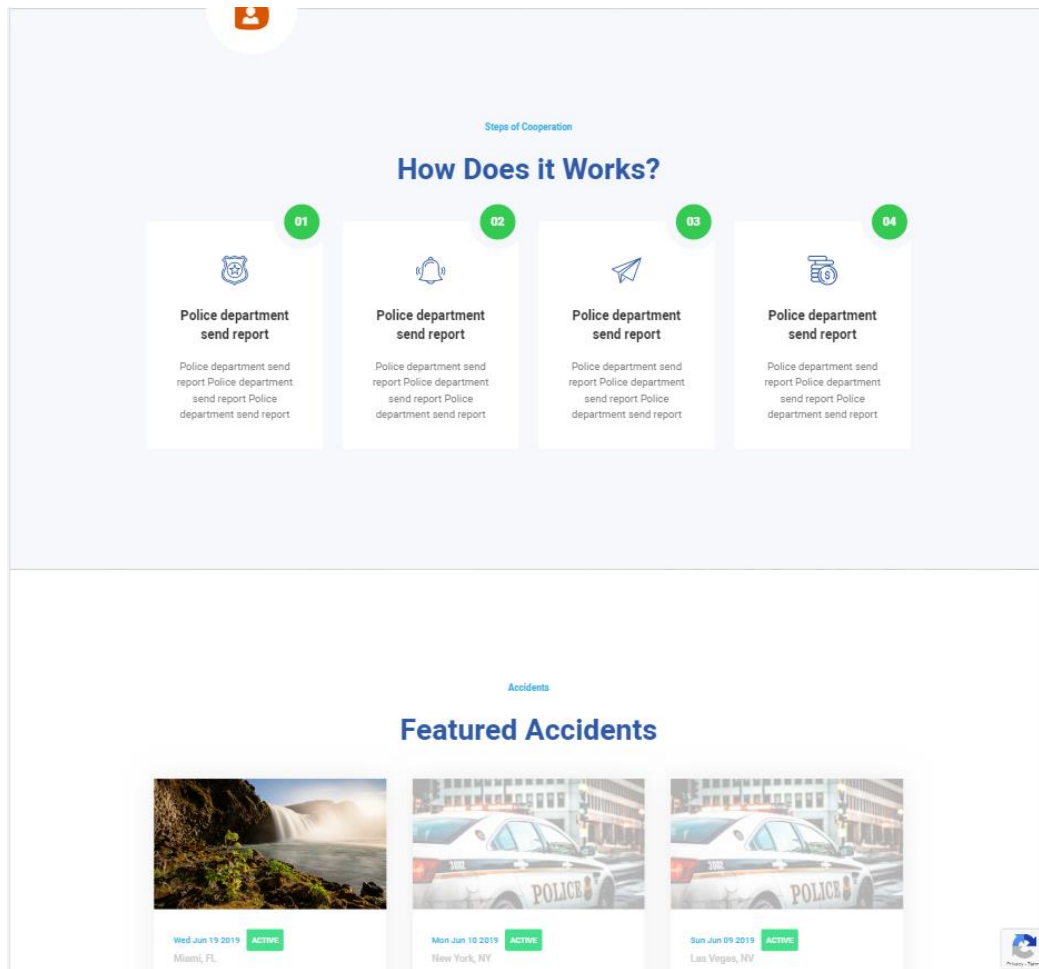 Steps of Cooperation
How Does it Works?
01
02
03
04
Police department
send report
Police department send
report Police department
send report Police
department send report
Police department
send report
Police department send
report Police department
send report Police
department send report
Police department
send report
Police department send
report Police department
send report Police
department send report
Police department
send report
Police department send
report Police department
send report Police
department send report
Accidents
Featured Accidents
POLICE
POLICE
Wed Jun 19 2019 ACTIVE
Miami, FL
Mon Jun 10 2019 ACTIVE
New York, NY
Sun Jun 09 2019 ACTIVE
Las Vegas, NV